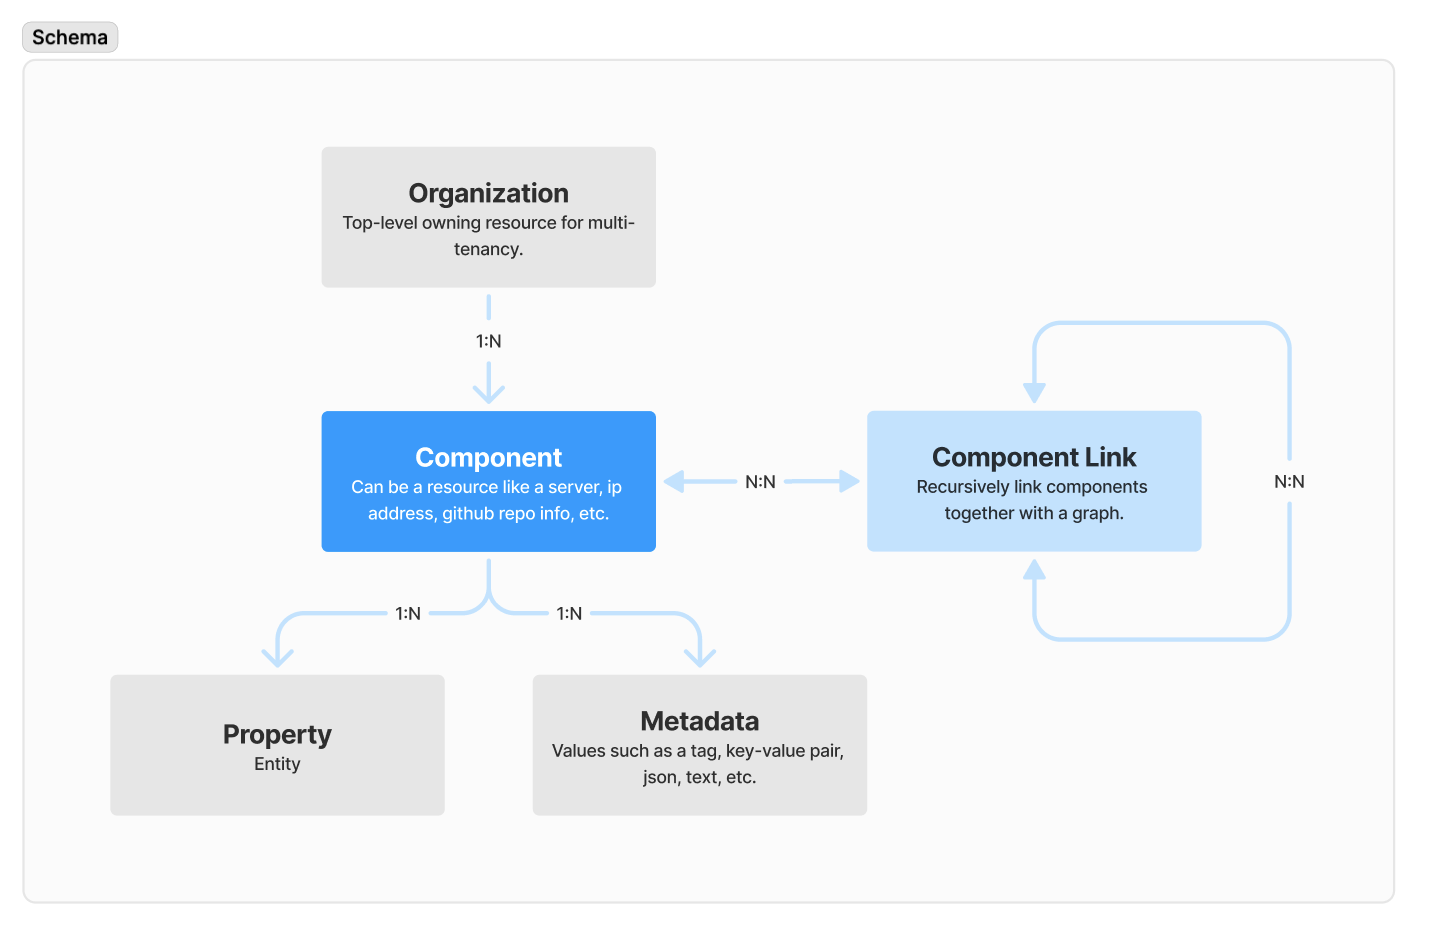 Schema
Organization
Top-level owning resource for multi-
tenancy.
1:N
Component
Can be a resource like a server, ip
address, github repo info, etc.
N:N
Component Link
Recursively link components
together with a graph.
N:N
1:N
1:N
Property
Entity
Metadata
Values such as a tag, key-value pair,
json, text, etc.